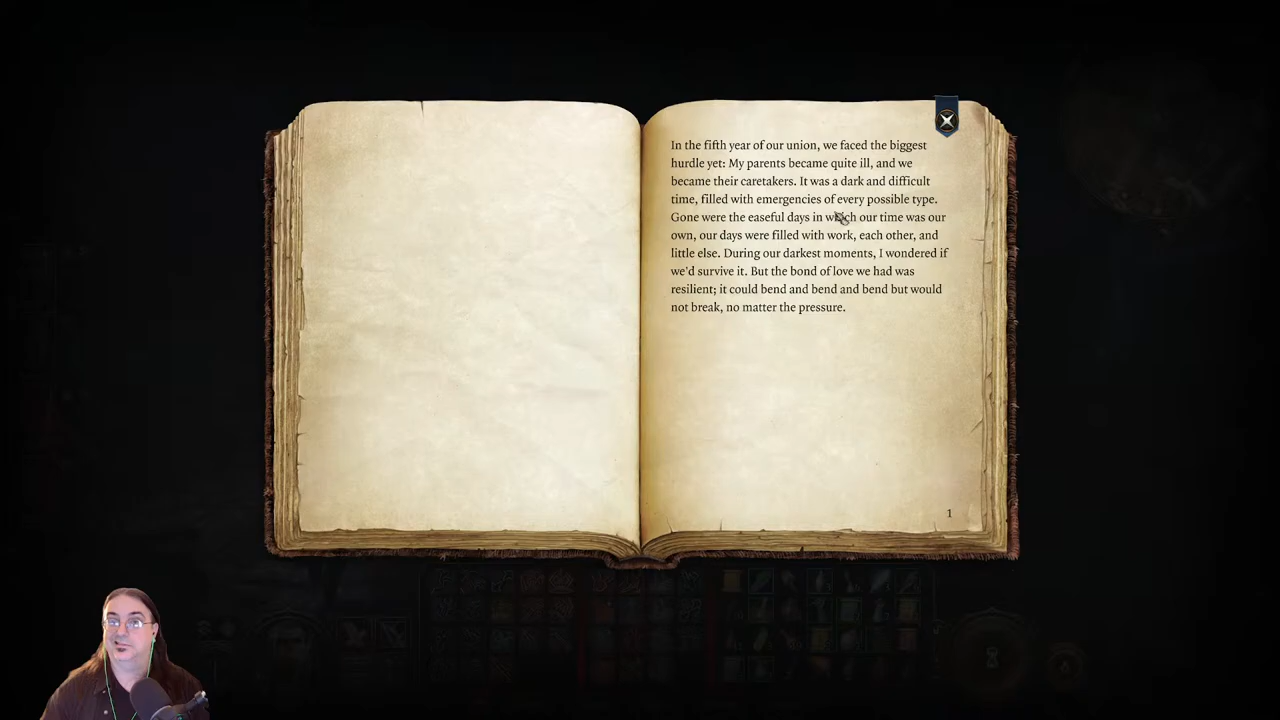 In the fifth year of our union, we faced the biggest
hurdle yet: My parents became quite ill, and we
became their caretakers. It was a dark and difficult
time, filled with emergencies of every possible type.
Gone were the easeful days in which our time was our
own, our days were filled with work, each other, and
little else. During our darkest moments, I wondered if
we'd survive it. But the bond of love we had was
resilient; it could bend and bend and bend but would
not break, no matter the pressure.
1